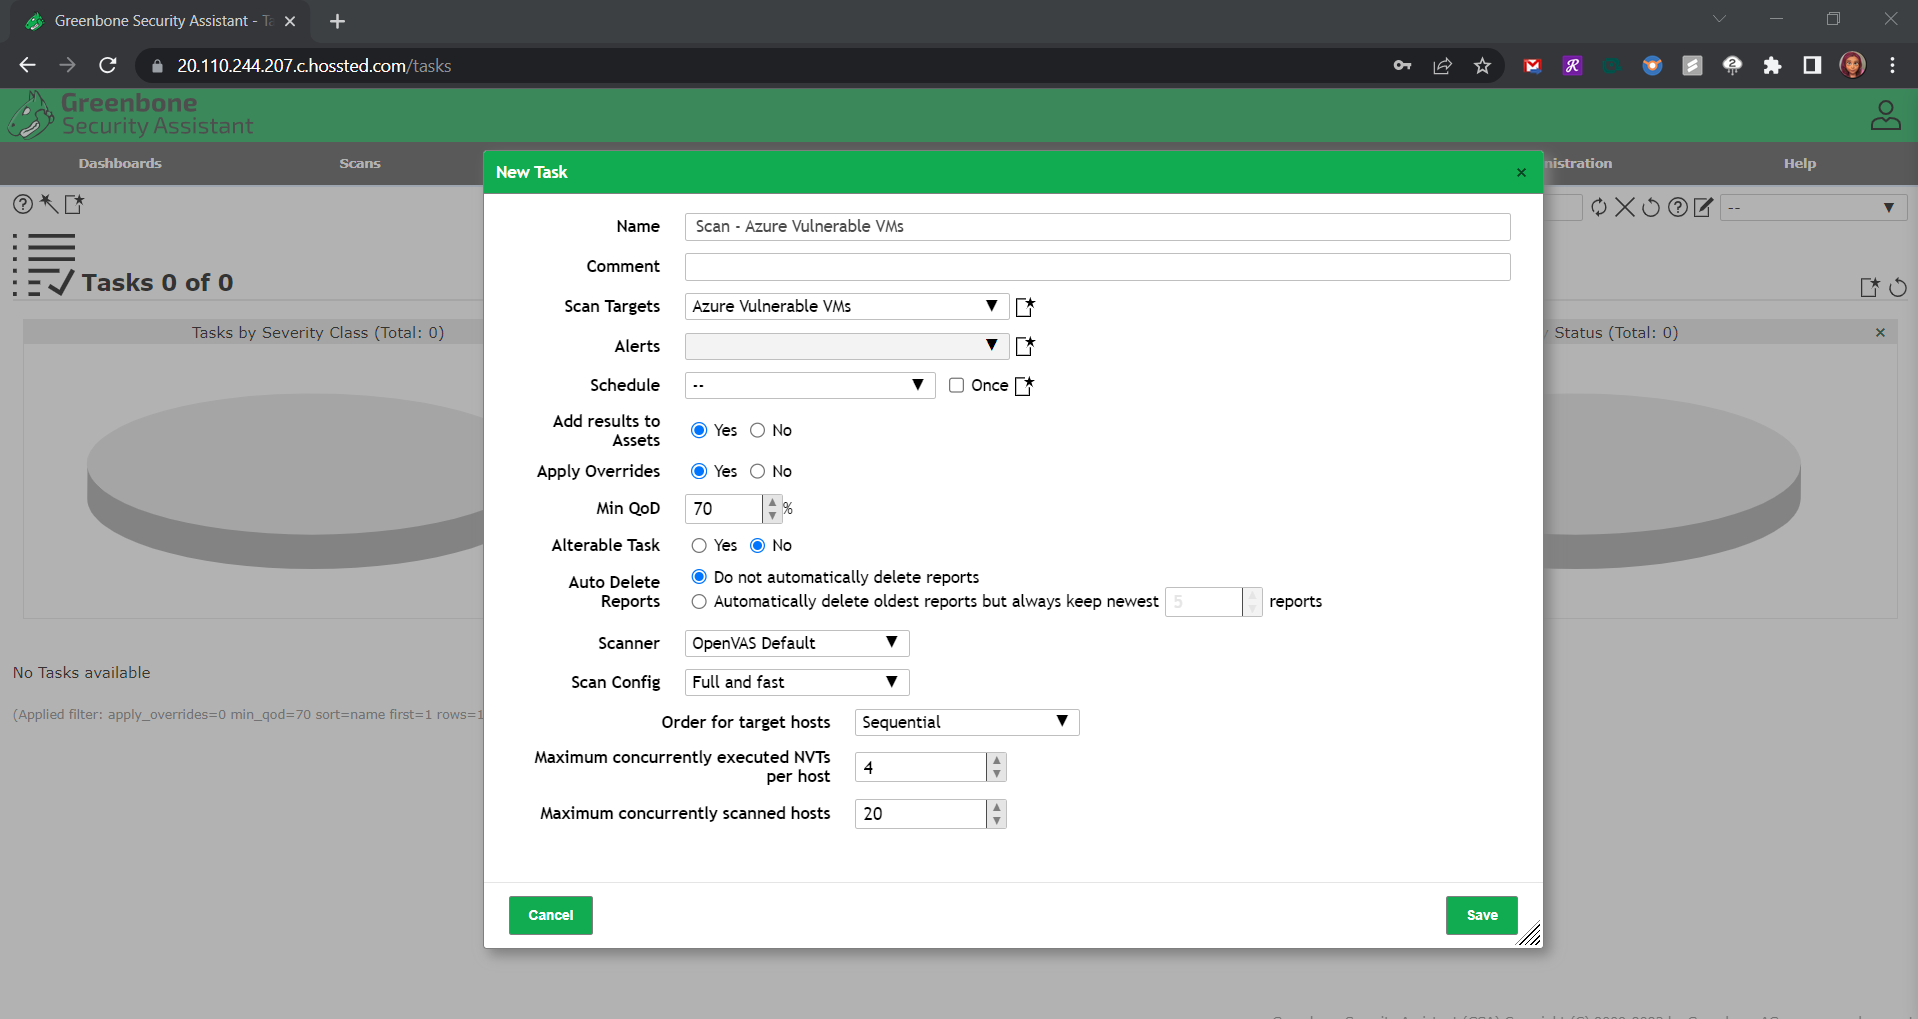 Greenbone Security Assistant - Ta
20.110.244.207.c.hossted.com/tasks
Greenbone
Security Assistant
Dashboards
Scans
nistration
Help
New Task
Name
Scan - Azure Vulnerable VMs
Comment
Scan Targets
Azure Vulnerable VMs
Alerts
Schedule
--
Once
Add results to
Assets
Yes
No
Apply Overrides
Yes
No
Min QoD
70
%
Alterable Task
Yes
No
Auto Delete
Reports
Do not automatically delete reports
Automatically delete oldest reports but always keep newest
5
reports
Scanner
OpenVAS Default
Scan Config
Full and fast
Order for target hosts
Sequential
Maximum concurrently executed NVTs
per host
4
Maximum concurrently scanned hosts
20
Cancel
Save
--
Tasks 0 of 0
Tasks by Severity Class (Total: 0)
Status (Total: 0)
No Tasks available
(Applied filter: apply_overrides=0 min_qod=70 sort=name first=1 rows=1